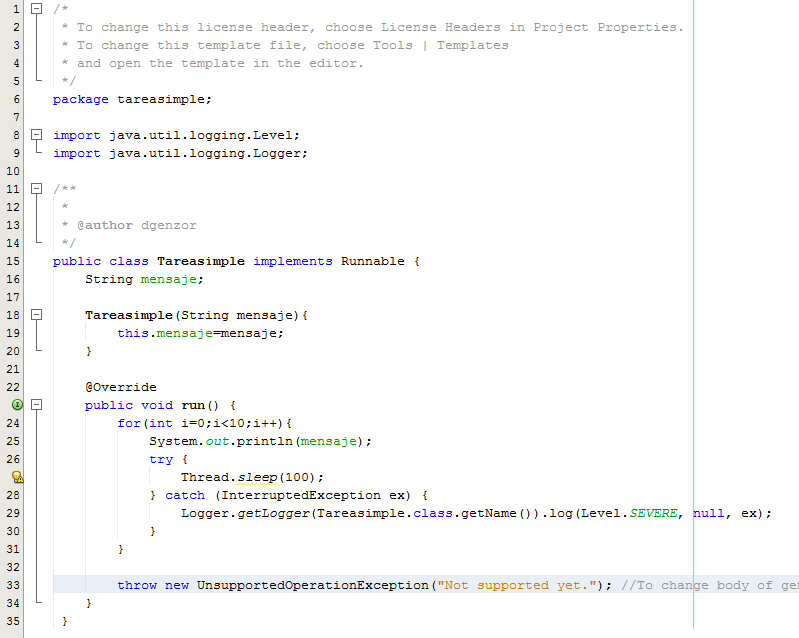 1 /*
2 * To change this license header, choose License Headers in Project Properties.
3 * To change this template file, choose Tools | Templates
4 * and open the template in the editor.
5 */
6 package tareasimple;
7
8 import java.util.logging.Level;
9 import java.util.logging.Logger;
10
11 /**
12 *
13 * @author dgenzor
14 */
15 public class Tareasimple implements Runnable {
16 String mensaje;
17
18 Tareasimple(String mensaje){
19 this.mensaje=mensaje;
20 }
21
22 @Override
public void run() {
24 for(int i=0;i<10;i++){
25 System.out.println(mensaje);
26 try {
Thread.sleep(100);
28 } catch (InterruptedException ex) {
29 Logger.getLogger(Tareasimple.class.getName()).log(Level.SEVERE, null, ex);
30 }
31 }
32
33 throw new UnsupportedOperationException("Not supported yet."); //To change body of
34 }
35 }